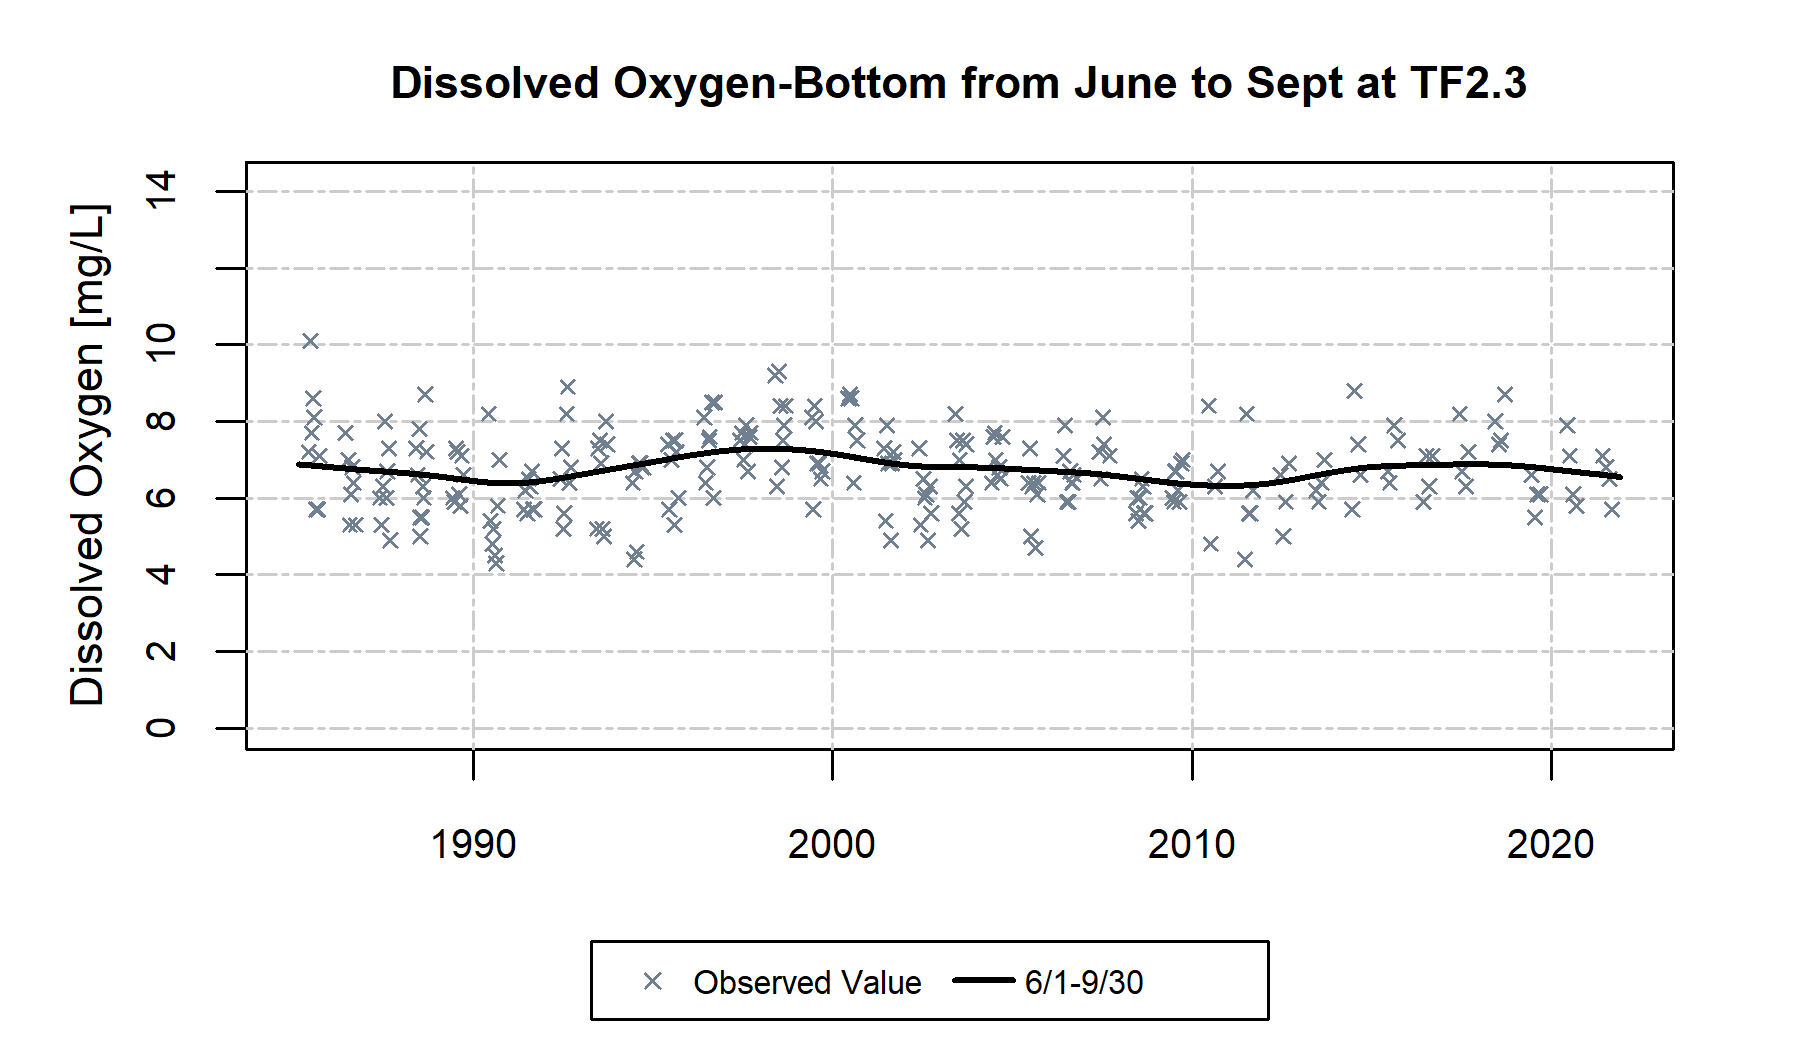 Dissolved Oxygen-Bottom from June to Sept at TF2.3
Dissolved Oxygen [mg/L]
14
10
8
6
4
2
0
1990 2000 2010 2020
Observed Value 6/1-9/30